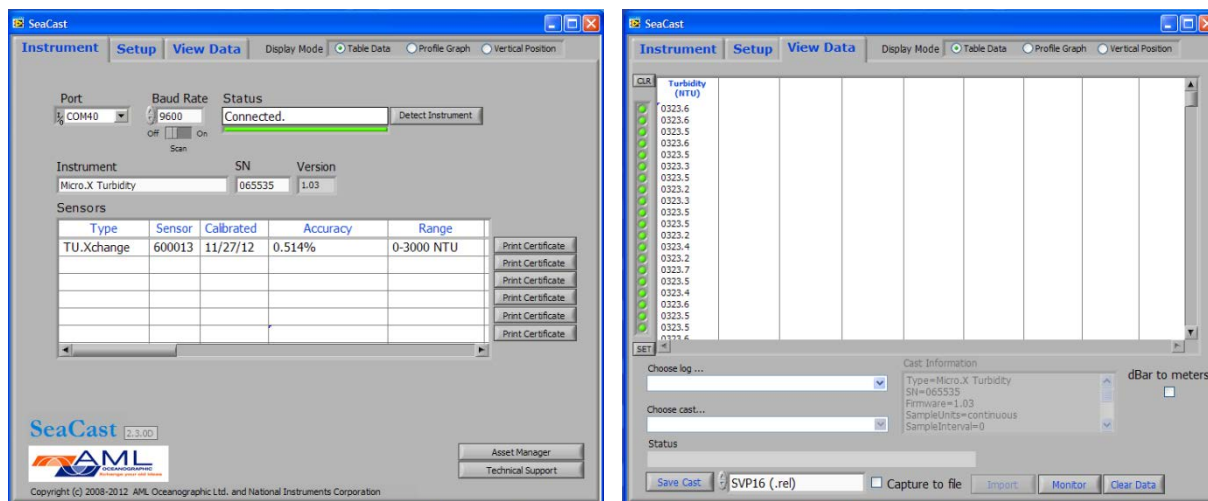 SeaCast
Instrument Setup View Data Display Mode Table Data Profile Graph Vertical Position
Port Baud Rate Status
COM40 9600 Connected. Detect Instrument
Off On
Scan
Instrument SN Version
Micro.X Turbidity 065535 1.03
Sensors
Type Sensor Calibrated Accuracy Range
TU.Xchange 600013 11/27/12 0.514% 0-3000 NTU Print Certificate
Print Certificate
Print Certificate
Print Certificate
Print Certificate
Print Certificate
SeaCast 2.3.0D
AML
OCEANOGRAPHIC
Asset Manager
Technical Support
Copyright (c) 2008-2012 AML Oceanographic Ltd. and National Instruments Corporation
SeaCast
Instrument Setup View Data Display Mode Table Data Profile Graph Vertical Position
CLR
Turbidity
(NTU)
0323.6
0323.6
0323.5
0323.6
0323.5
0323.3
0323.5
0323.2
0323.3
0323.5
0323.5
0323.2
0323.4
0323.2
0323.7
0323.5
0323.4
0323.6
0323.5
0323.5
0323.6
SET
Choose log ...
Choose cast...
Cast Information
Type=Micro.X Turbidity
SN=065535
Firmware=1.03
SampleUnits=continuous
SampleInterval=0
dBar to meters
Status
Save Cast SVP16 (.rel) Capture to file Import Monitor Clear Data